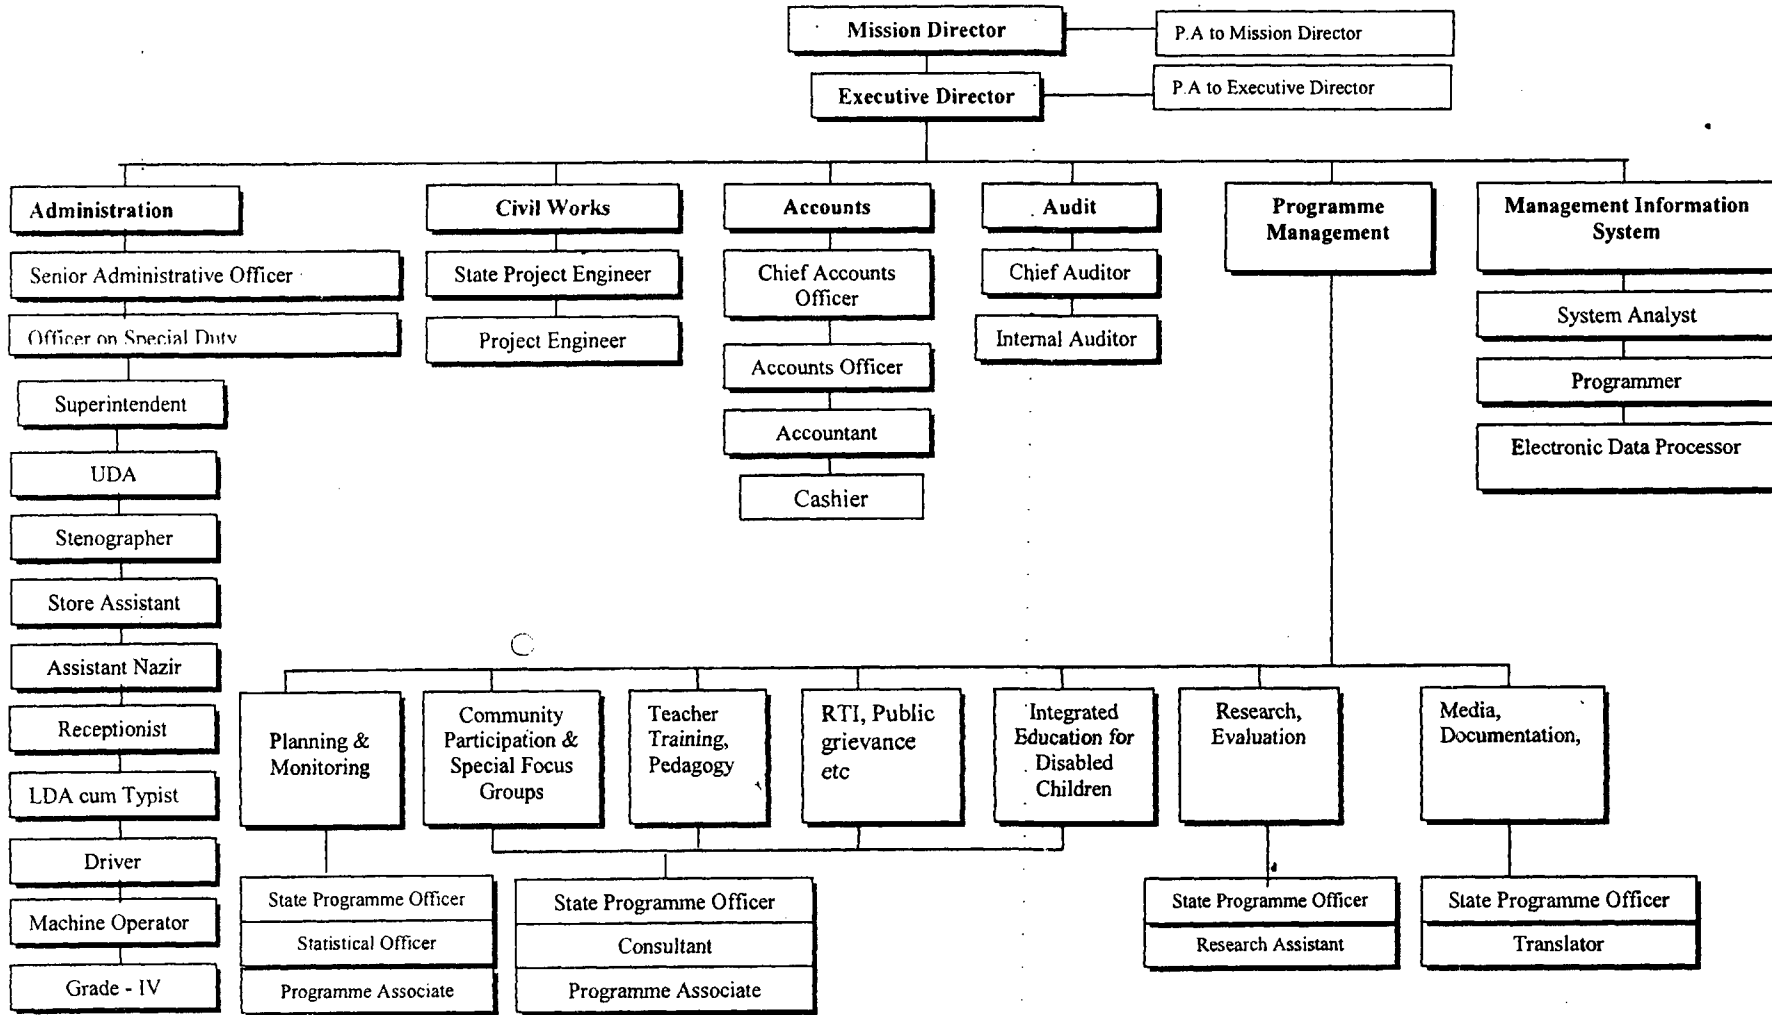 Mission Director
P.A to Mission Director
Executive Director
P.A to Executive Director
Administration
Senior Administrative Officer
Officer on Special Duty
Superintendent
UDA
Stenographer
Store Assistant
Assistant Nazir
Receptionist
LDA cum Typist
Driver
Machine Operator
Grade - IV
Civil Works
State Project Engineer
Project Engineer
Accounts
Chief Accounts
Officer
Accounts Officer
Accountant
Cashier
Audit
Chief Auditor
Internal Auditor
Programme
Management
Management Information
System
System Analyst
Programmer
Electronic Data Processor
Planning &
Monitoring
Community
Participation &
Special Focus
Groups
Teacher
Training,
Pedagogy
RTI, Public
grievance
etc
Integrated
Education for
Disabled
Children
Research,
Evaluation
Media,
Documentation,
State Programme Officer
Statistical Officer
Programme Associate
State Programme Officer
Consultant
Programme Associate
State Programme Officer
Research Assistant
State Programme Officer
Translator